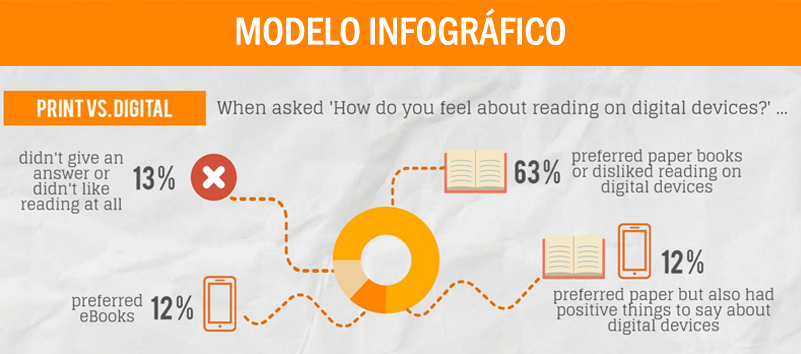 MODELO INFOGRÁFICO
PRINT VS. DIGITAL
When asked 'How do you feel about reading on digital devices?' ...
didn't give an
answer or
didn't like
reading at all
13%
63%
preferred paper books
or disliked reading on
digital devices
preferred
eBooks
12%
12%
preferred paper but also had
positive things to say about
digital devices